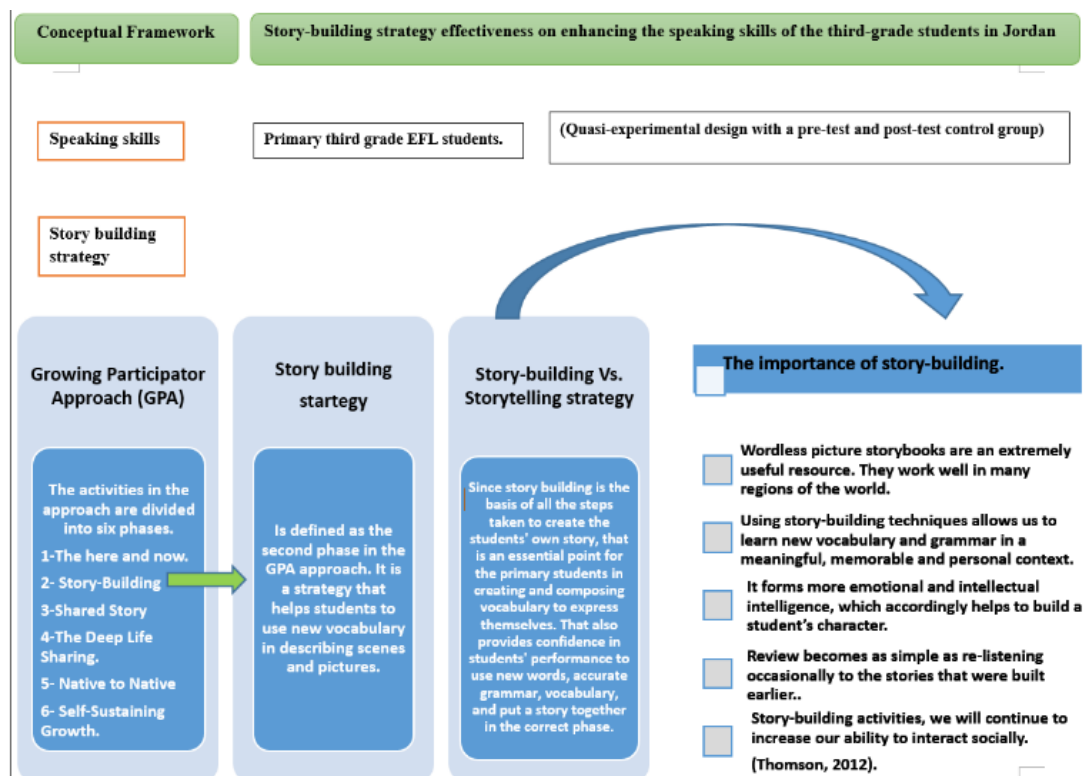 Conceptual Framework
Story-building strategy effectiveness on enhancing the speaking skills of the third-grade students in Jordan
Speaking skills
Primary third grade EFL students.
(Quasi-experimental design with a pre-test and post-test control group)
Story building
strategy
Growing Participator
Approach (GPA)
The activities in the
approach are divided
into six phases.
1-The here and now.
2- Story-Building
3-Shared Story
4-The Deep Life
Sharing.
5- Native to Native
6- Self-Sustaining
Growth.
Story building
startegy
Is defined as the
second phase in the
GPA approach. It is
a strategy that
helps students to
use new vocabulary
in describing scenes
and pictures.
Story-building Vs.
Storytelling strategy
Since story building is the
basis of all the steps
taken to create the
students' own story, that
is an essential point for
the primary students in
creating and composing
vocabulary to express
themselves. That also
provides confidence in
students' performance to
use new words, accurate
grammar, vocabulary,
and put a story together
in the correct phase.
The importance of story-building.
Wordless picture storybooks are an extremely
useful resource. They work well in many
regions of the world.
Using story-building techniques allows us to
learn new vocabulary and grammar in a
meaningful, memorable and personal context.
It forms more emotional and intellectual
intelligence, which accordingly helps to build a
student's character.
Review becomes as simple as re-listening
occasionally to the stories that were built
earlier..
Story-building activities, we will continue to
increase our ability to interact socially.
(Thomson, 2012).